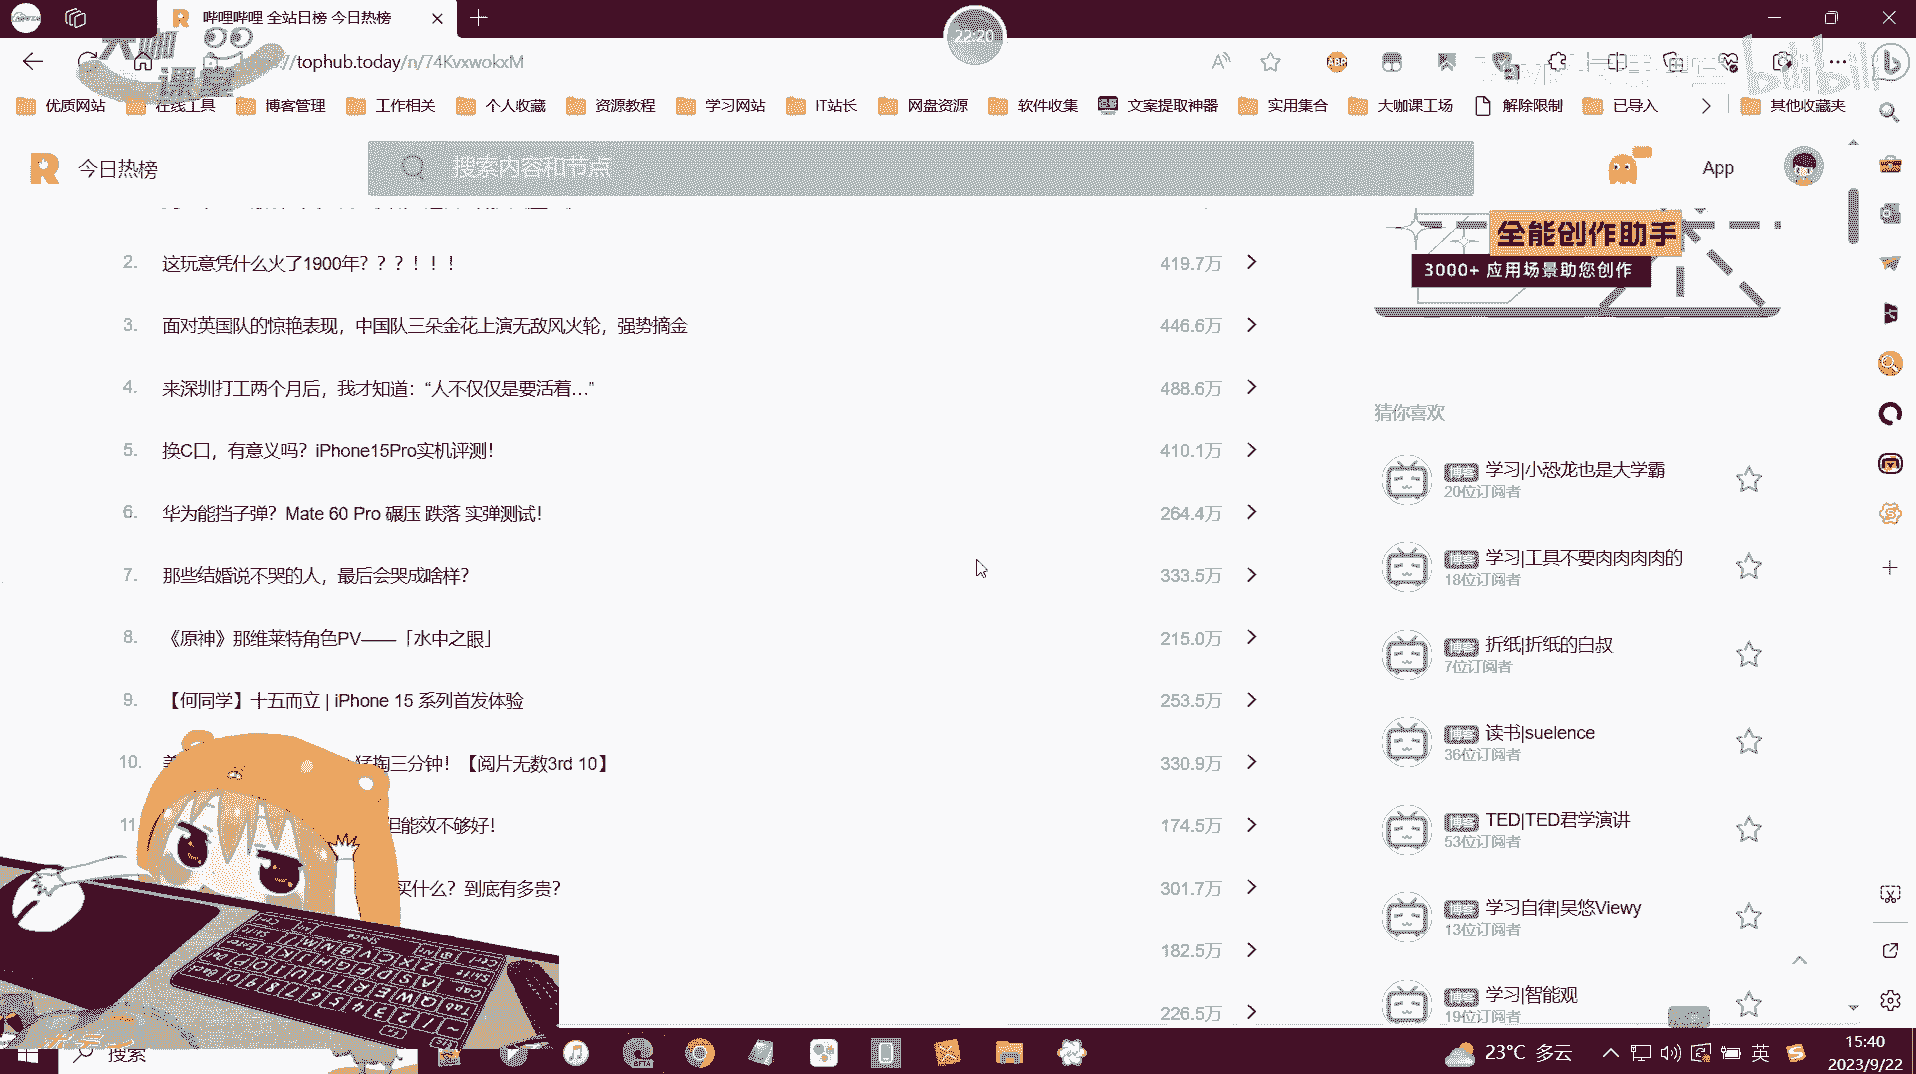 哔哩哔哩 全站日榜 今日热榜
22:20
大咖
课堂
tophub.today/n/74KvxwokxM
bilibili
优质网站 在线工具 博客管理 工作相关 个人收藏 资源教程 学习网站 IT站长 网盘资源 软件收集 文案提取神器 实用集合 大咖课工场 解除限制 已导入 其他收藏夹
今日热榜
搜索内容和节点
App
2. 这玩意凭什么火了1900年？？？！！！ 419.7万
3. 面对英国队的惊艳表现，中国队三朵金花上演无敌风火轮，强势摘金 446.6万
4. 来深圳打工两个月后，我才知道：“人不仅仅是要活着…” 488.6万
5. 换C口，有意义吗？iPhone15Pro实机评测！ 410.1万
6. 华为能挡子弹？Mate 60 Pro 碾压 跌落 实弹测试！ 264.4万
7. 那些结婚说不哭的人，最后会哭成啥样？ 333.5万
8. 《原神》那维莱特角色PV——「水中之眼」 215.0万
9. 【何同学】十五而立 | iPhone 15 系列首发体验 253.5万
10. 猛掏三分钟！【阅片无数3rd 10】 330.9万
11 但能效不够好！ 174.5万
买什么？到底有多贵？ 301.7万
182.5万
226.5万
全能创作助手
3000+ 应用场景助您创作
猜你喜欢
博客 学习|小恐龙也是大学霸
20位订阅者
博客 学习|工具不要肉肉肉肉的
18位订阅者
博客 折纸|折纸的白叔
7位订阅者
博客 读书|suelence
36位订阅者
博客 TED|TED君学演讲
53位订阅者
博客 学习自律|吴悠Viewy
13位订阅者
博客 学习|智能观
19位订阅者
搜索
23°C 多云
英
15:40
2023/9/22